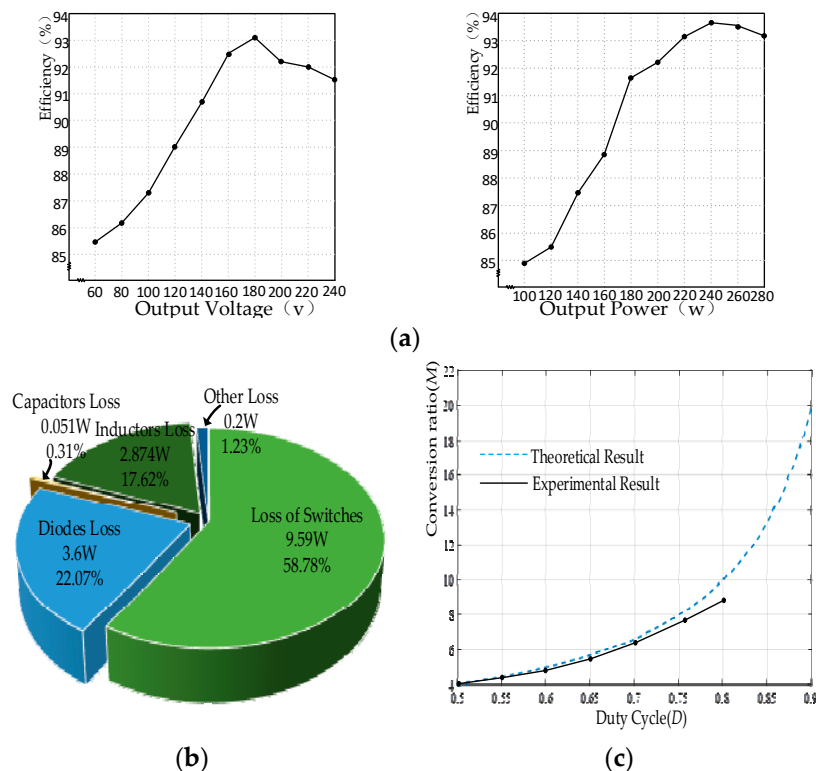 Efficiency（%）
94
93
92
91
90
89
88
87
86
85
60 80 100 120 140 160 180 200 220 240
Output Voltage（v）
Efficiency（%）
94
93
92
91
90
89
88
87
86
85
100 120 140 160 180 200 220 240 260 280
Output Power（w）
(a)
Capacitors Loss
0.051W
0.31%
Inductors Loss
2.874W
17.62%
Other Loss
0.2W
1.23%
Diodes Loss
3.6W
22.07%
Loss of Switches
9.59W
58.78%
(b)
Conversion ratio(M)
22
20
18
16
14
12
10
8
6
4
Theoretical Result
Experimental Result
0.5 0.55 0.6 0.65 0.7 0.75 0.8 0.85 0.9
Duty Cycle(D)
(c)